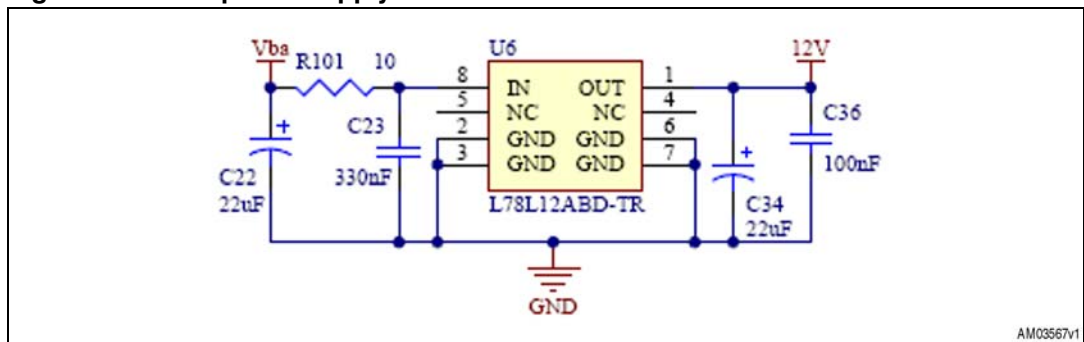 Vba
R101 10
C22
22uF
C23
330nF
U6
8 IN OUT 1
5 NC NC 4
2 GND GND 6
3 GND GND 7
L78L12ABD-TR
12V
C36
100nF
C34
22uF
GND
AM03567v1